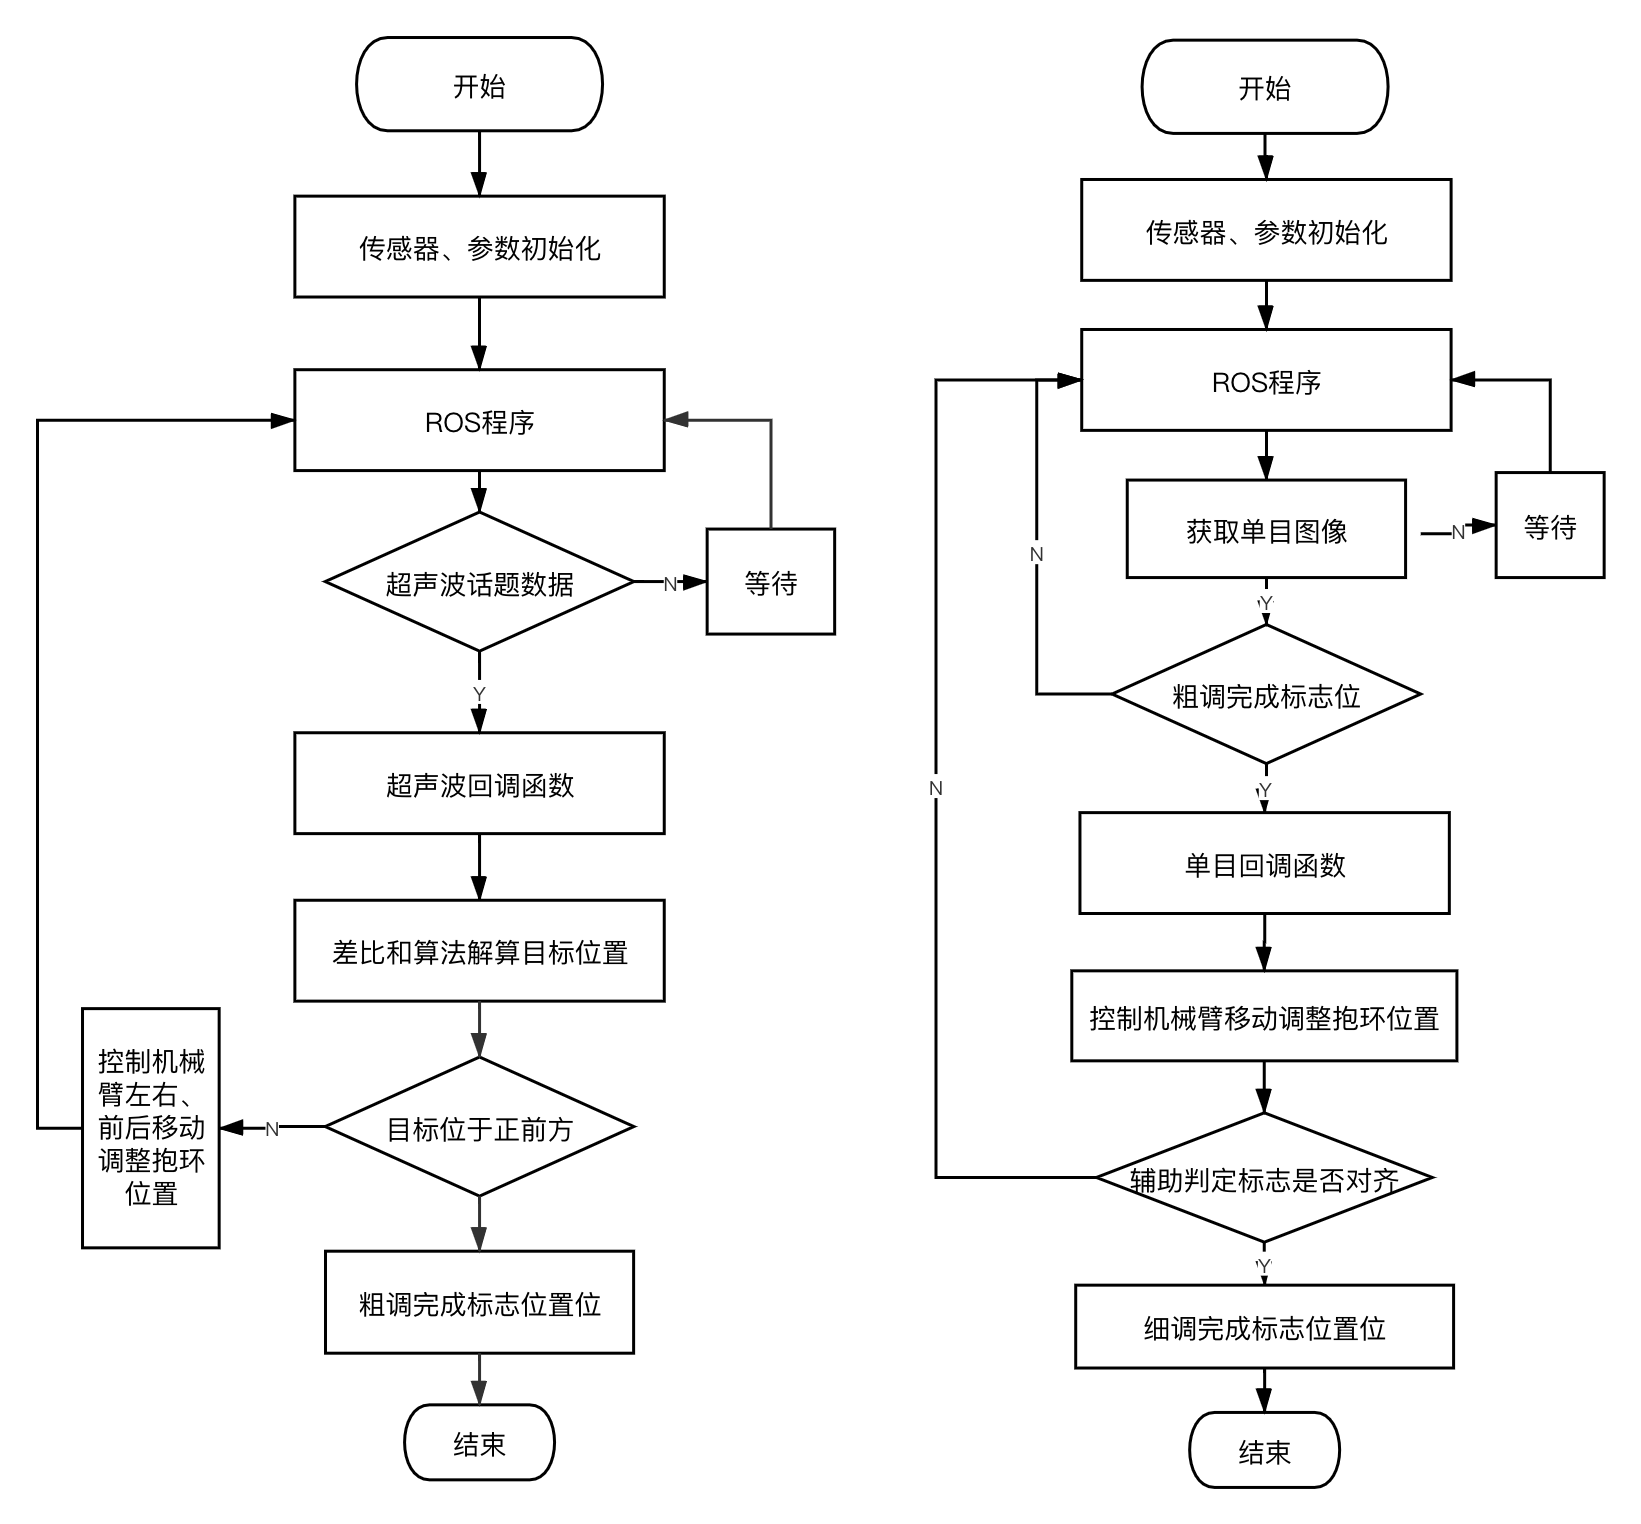 开始
传感器、参数初始化
ROS程序
超声波话题数据
N
等待
Y
超声波回调函数
差比和算法解算目标位置
目标位于正前方
N
控制机械
臂左右、
前后移动
调整抱环
位置
粗调完成标志位置位
结束
开始
传感器、参数初始化
ROS程序
获取单目图像
N
等待
Y
粗调完成标志位
N
Y
单目回调函数
控制机械臂移动调整抱环位置
辅助判定标志是否对齐
N
Y
细调完成标志位置位
结束